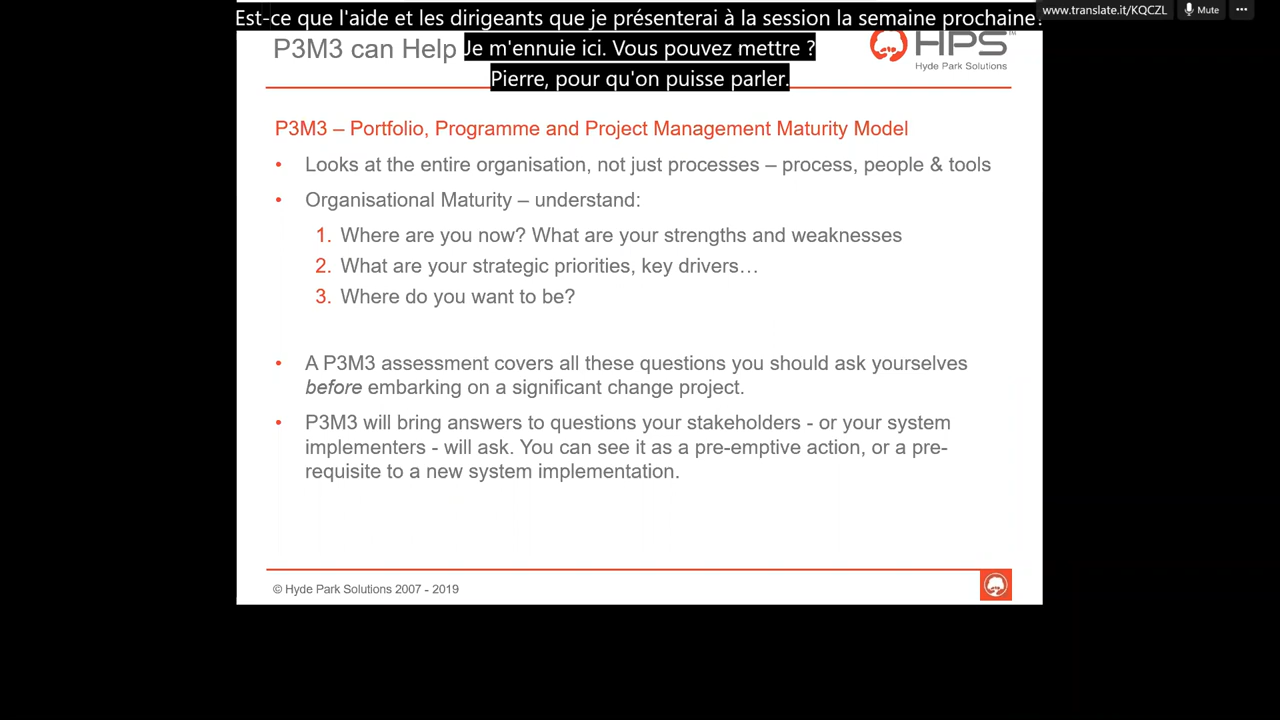 Est-ce que l'aide et les dirigeants que je présenterai à la session la semaine prochaine?
Je m'ennuie ici. Vous pouvez mettre ?
Pierre, pour qu'on puisse parler.
www.translate.it/KQCZL
Mute
P3M3 can Help
HPS™
Hyde Park Solutions
P3M3 – Portfolio, Programme and Project Management Maturity Model
• Looks at the entire organisation, not just processes – process, people & tools
• Organisational Maturity – understand:
1. Where are you now? What are your strengths and weaknesses
2. What are your strategic priorities, key drivers…
3. Where do you want to be?
• A P3M3 assessment covers all these questions you should ask yourselves
before embarking on a significant change project.
• P3M3 will bring answers to questions your stakeholders - or your system
implementers - will ask. You can see it as a pre-emptive action, or a pre-
requisite to a new system implementation.
© Hyde Park Solutions 2007 - 2019